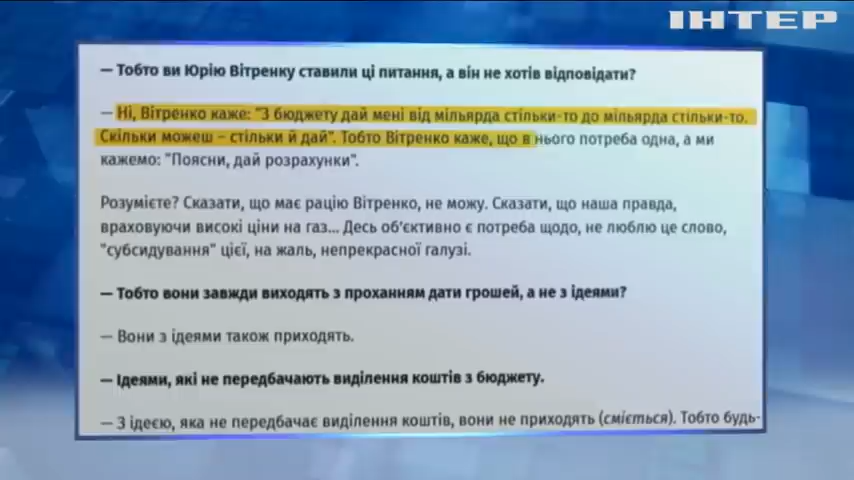 ІНТЕР
— Тобто ви Юрію Вітренку ставили ці питання, а він не хотів відповідати?
— Ні, Вітренко каже: "З бюджету дай мені від мільярда стільки-то до мільярда стільки-то.
Скільки можеш – стільки й дай". Тобто Вітренко каже, що в нього потреба одна, а ми
кажемо: "Поясни, дай розрахунки".
Розумієте? Сказати, що має рацію Вітренко, не можу. Сказати, що наша правда,
враховуючи високі ціни на газ... Десь об'єктивно є потреба щодо, не люблю це слово,
"субсидування" цієї, на жаль, непрекрасної галузі.
— Тобто вони завжди виходять з проханням дати грошей, а не з ідеями?
— Вони з ідеями також приходять.
— Ідеями, які не передбачають виділення коштів з бюджету.
— З ідеєю, яка не передбачає виділення коштів, вони не приходять (сміється). Тобто будь-